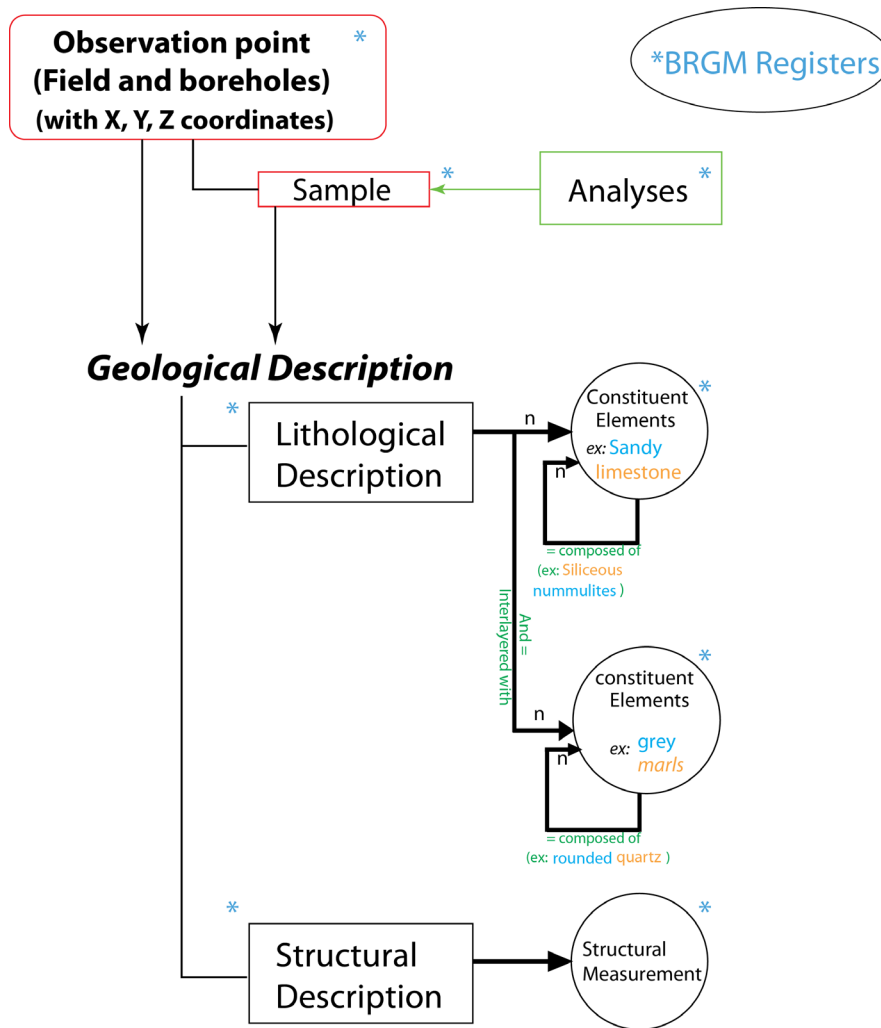 Observation point *
(Field and boreholes)
(with X, Y, Z coordinates)
*BRGM Registers
Sample *
Analyses *
Geological Description
*
Lithological
Description
n
*
Constituent
Elements
ex: Sandy
limestone
n
= composed of
(ex: Siliceous
nummulites )
And =
Interlayered with
n
*
constituent
Elements
ex: grey
marls
n
= composed of
(ex: rounded quartz )
*
Structural
Description
*
Structural
Measurement